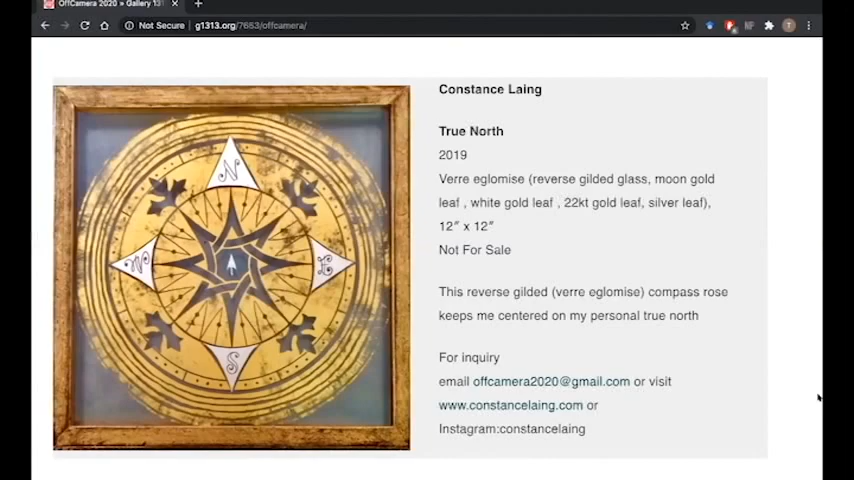 OffCamera 2020 » Gallery 131
Not Secure g1313.org/7663/offcamera/
Constance Laing
True North
2019
Verre eglomise (reverse gilded glass, moon gold
leaf , white gold leaf , 22kt gold leaf, silver leaf),
12″ x 12″
Not For Sale
This reverse gilded (verre eglomise) compass rose
keeps me centered on my personal true north
For inquiry
email offcamera2020@gmail.com or visit
www.constancelaing.com or
Instagram:constancelaing
N
W
E
S